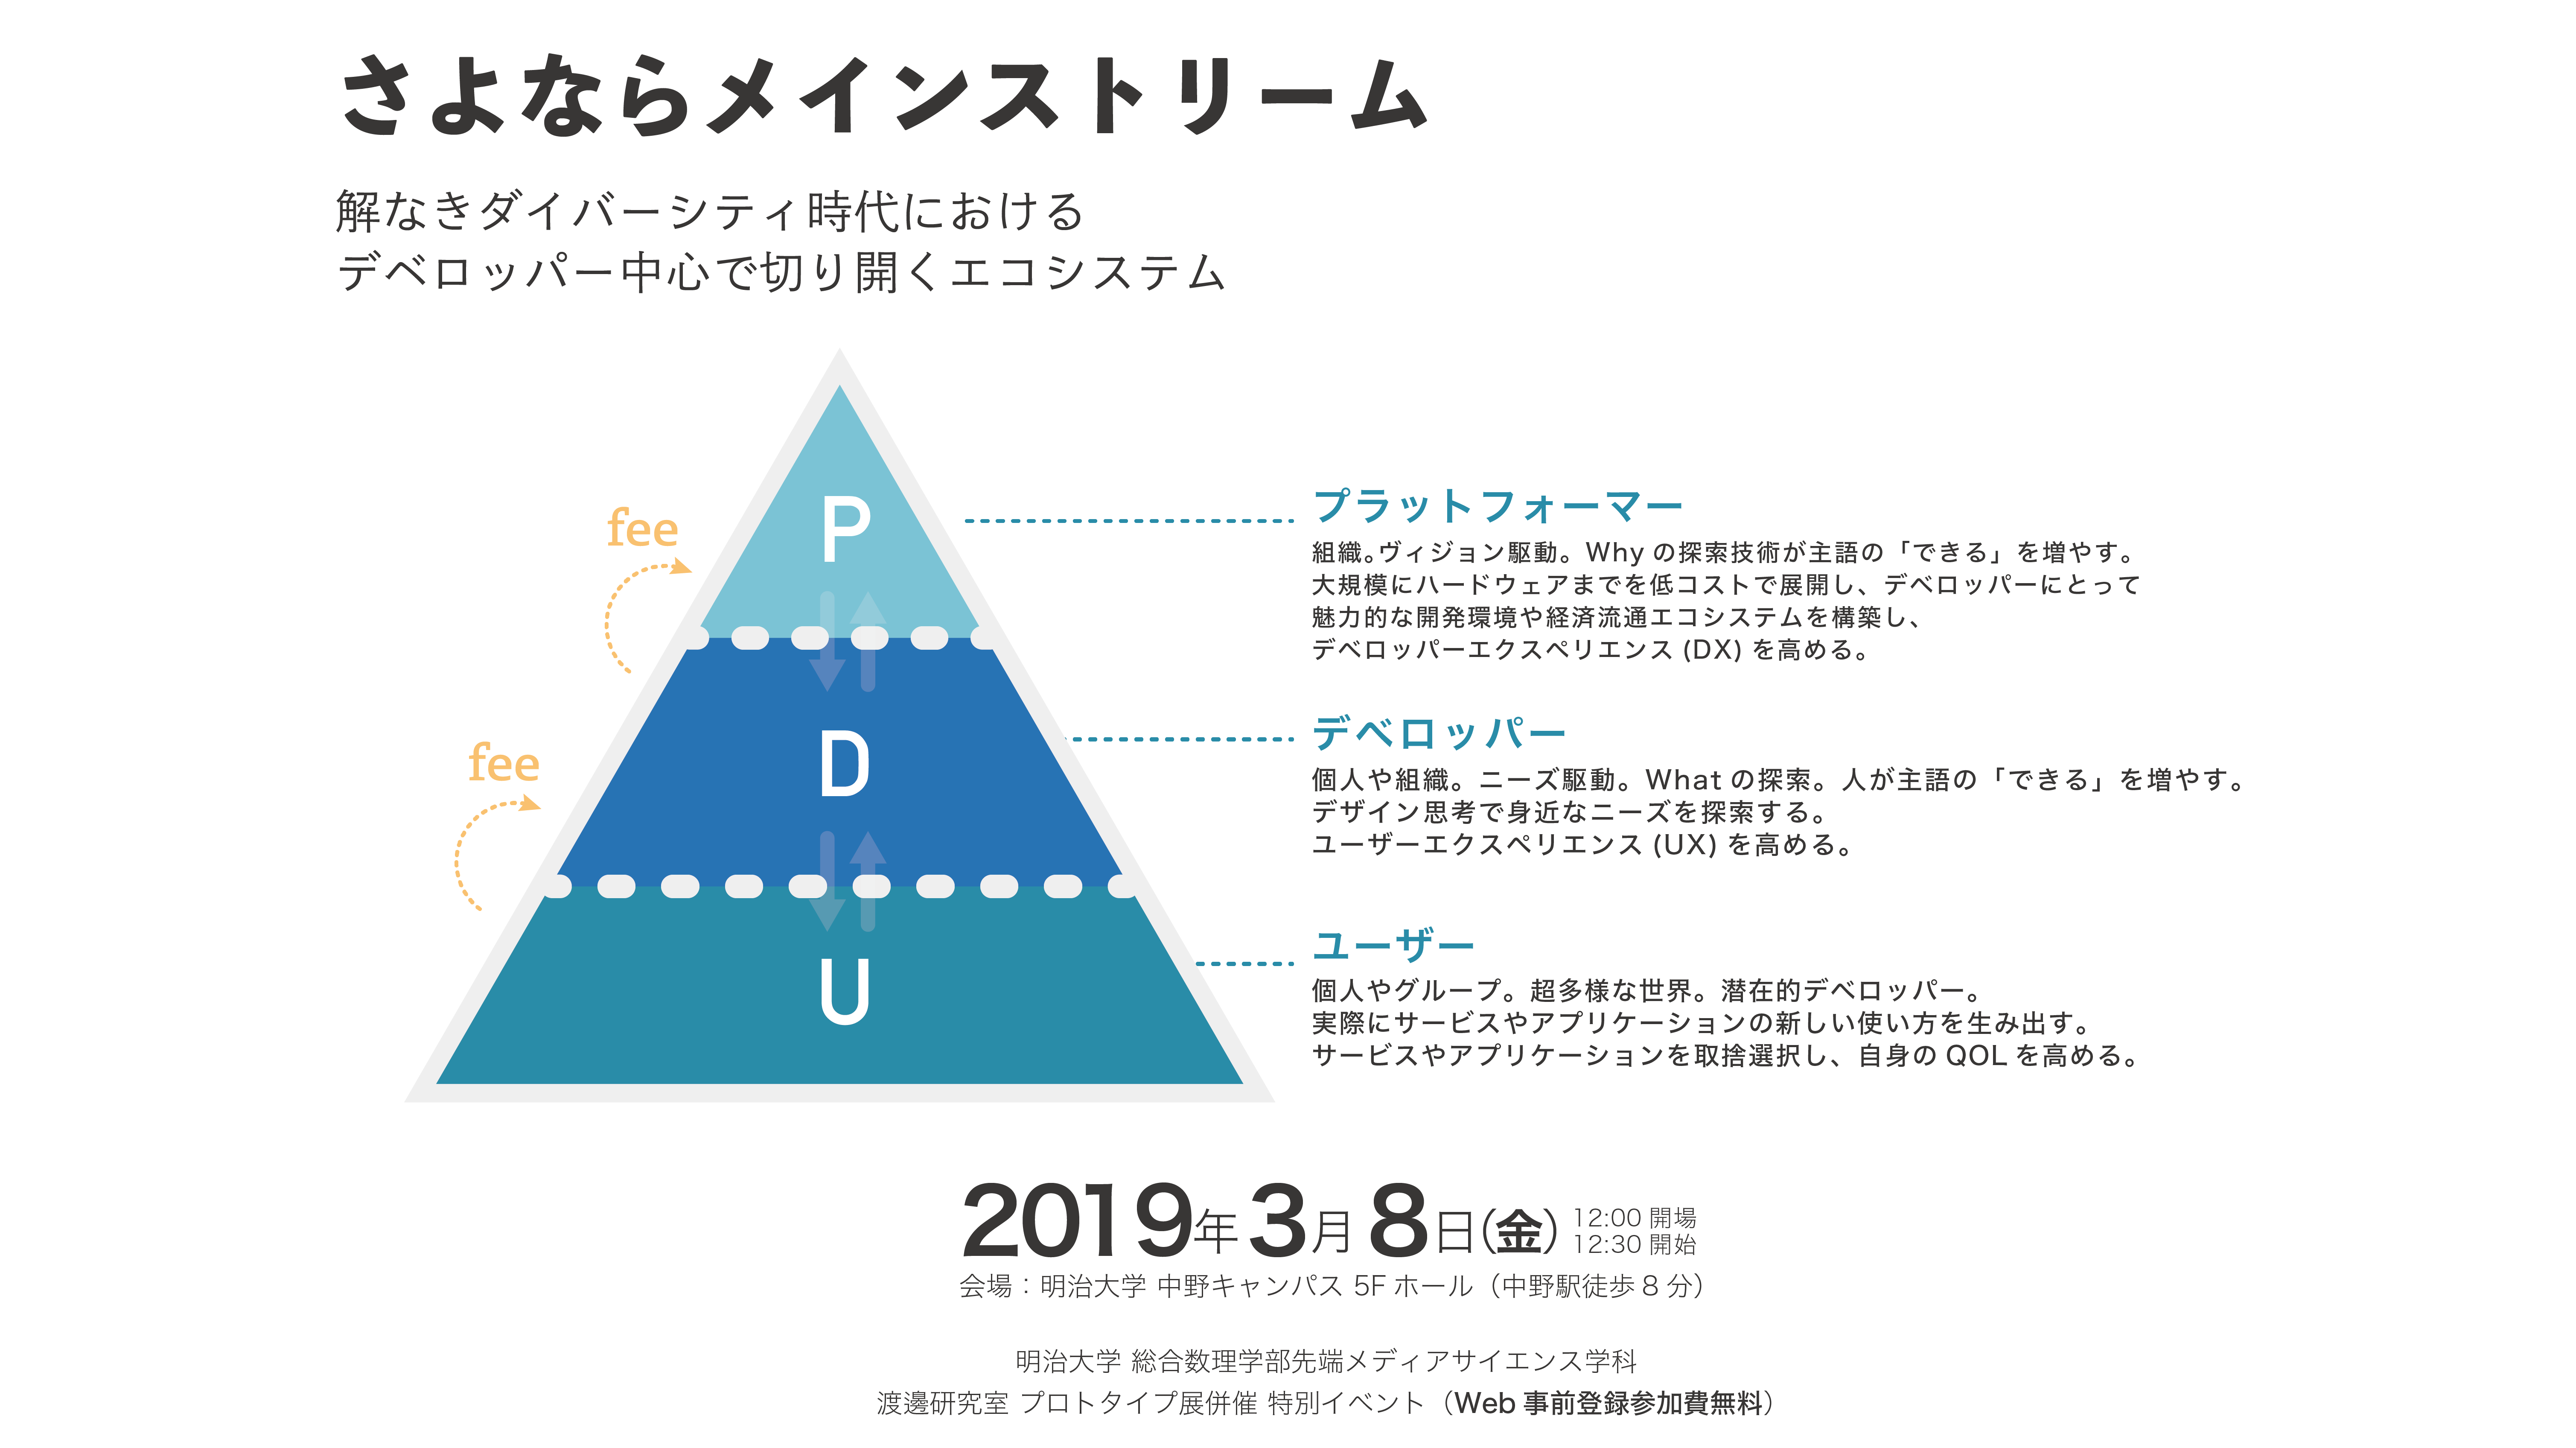 さよならメインストリーム
解なきダイバーシティ時代における
デベロッパー中心で切り開くエコシステム
P
fee
プラットフォーマー
組織。ヴィジョン駆動。Why の探索技術が主語の「できる」を増やす。
大規模にハードウェアまでを低コストで展開し、デベロッパーにとって
魅力的な開発環境や経済流通エコシステムを構築し、
デベロッパーエクスペリエンス (DX) を高める。
D
fee
デベロッパー
個人や組織。ニーズ駆動。What の探索。人が主語の「できる」を増やす。
デザイン思考で身近なニーズを探索する。
ユーザーエクスペリエンス (UX) を高める。
U
ユーザー
個人やグループ。超多様な世界。潜在的デベロッパー。
実際にサービスやアプリケーションの新しい使い方を生み出す。
サービスやアプリケーションを取捨選択し、自身の QOL を高める。
2019年3月8日(金)
12:00 開場
12:30 開始
会場：明治大学 中野キャンパス 5F ホール（中野駅徒歩 8 分）
明治大学 総合数理学部先端メディアサイエンス学科
渡邊研究室 プロトタイプ展併催 特別イベント（Web 事前登録参加費無料）